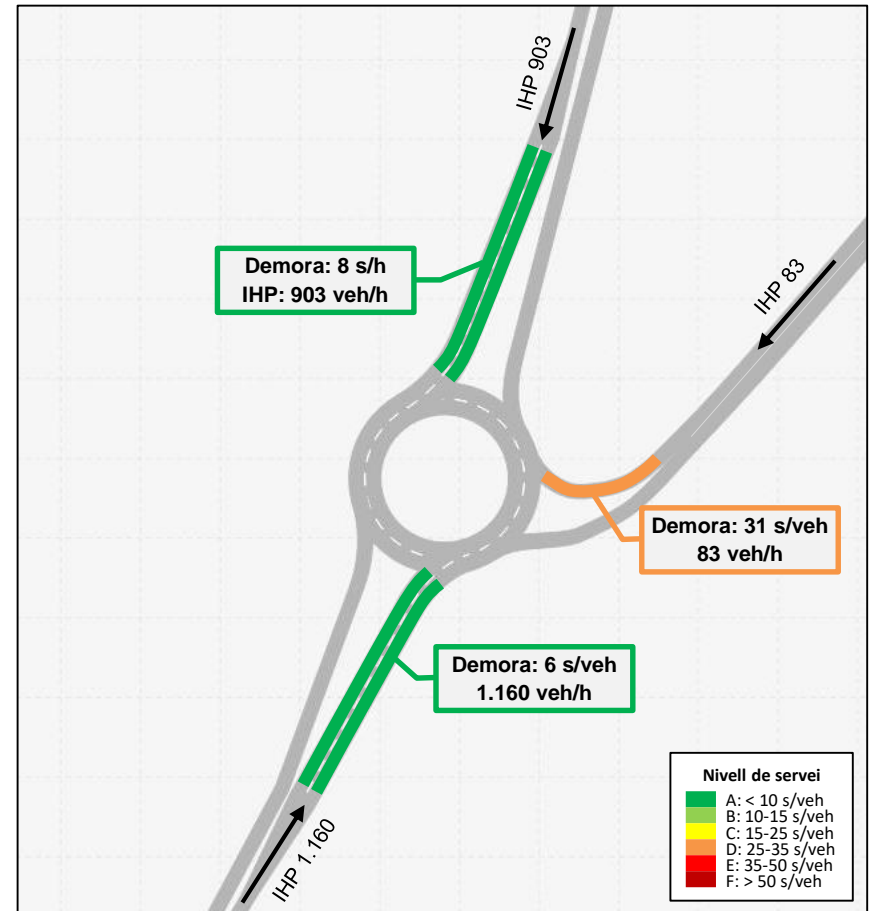 IHP 903
Demora: 8 s/h
IHP: 903 veh/h
IHP 83
Demora: 31 s/veh
83 veh/h
Demora: 6 s/veh
1.160 veh/h
IHP 1.160
Nivell de servei
A: < 10 s/veh
B: 10-15 s/veh
C: 15-25 s/veh
D: 25-35 s/veh
E: 35-50 s/veh
F: > 50 s/veh